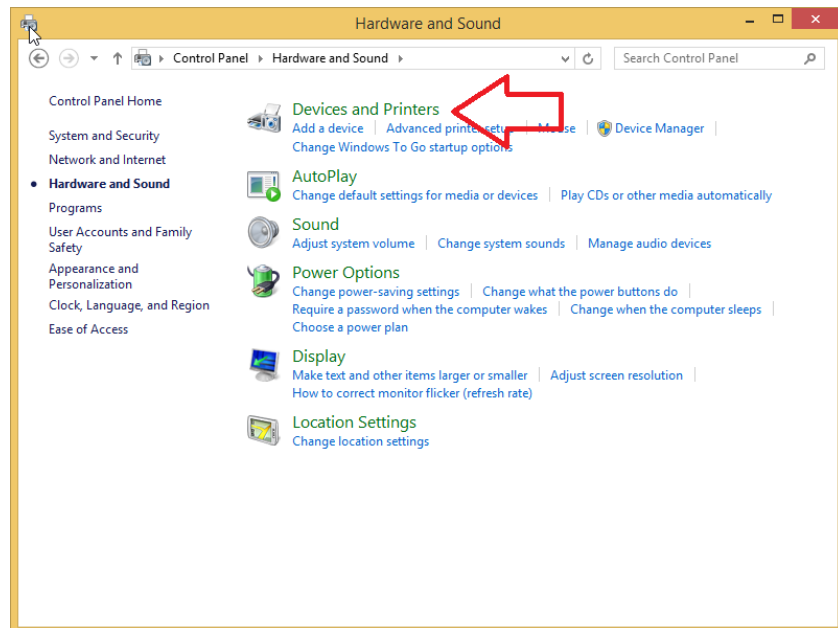 Hardware and Sound
Control Panel Hardware and Sound
Search Control Panel
Control Panel Home
System and Security
Network and Internet
Hardware and Sound
Programs
User Accounts and Family
Safety
Appearance and
Personalization
Clock, Language, and Region
Ease of Access
Devices and Printers
Add a device Advanced printer setup Mouse Device Manager
Change Windows To Go startup options
AutoPlay
Change default settings for media or devices Play CDs or other media automatically
Sound
Adjust system volume Change system sounds Manage audio devices
Power Options
Change power-saving settings Change what the power buttons do
Require a password when the computer wakes Change when the computer sleeps
Choose a power plan
Display
Make text and other items larger or smaller Adjust screen resolution
How to correct monitor flicker (refresh rate)
Location Settings
Change location settings